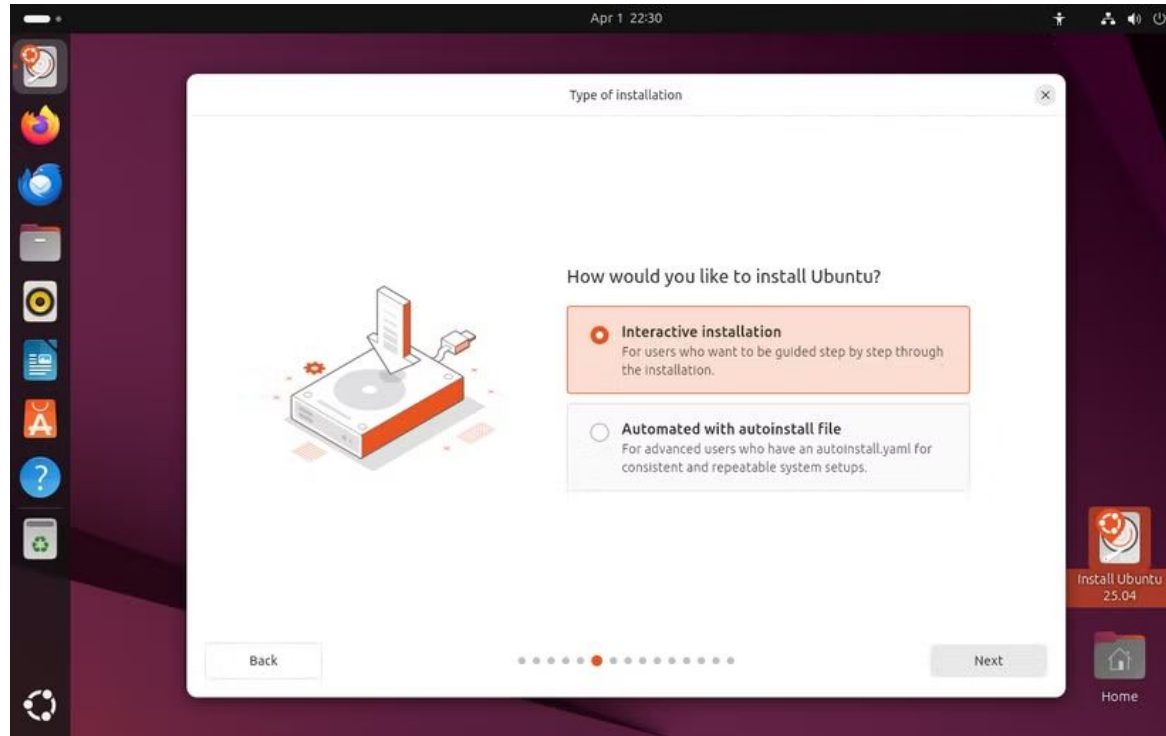 Apr 1 22:30
Type of installation
How would you like to install Ubuntu?
Interactive installation
For users who want to be guided step by step through
the installation.
Automated with autoinstall file
For advanced users who have an autoinstall.yaml for
consistent and repeatable system setups.
Back
Next
Install Ubuntu
25.04
Home